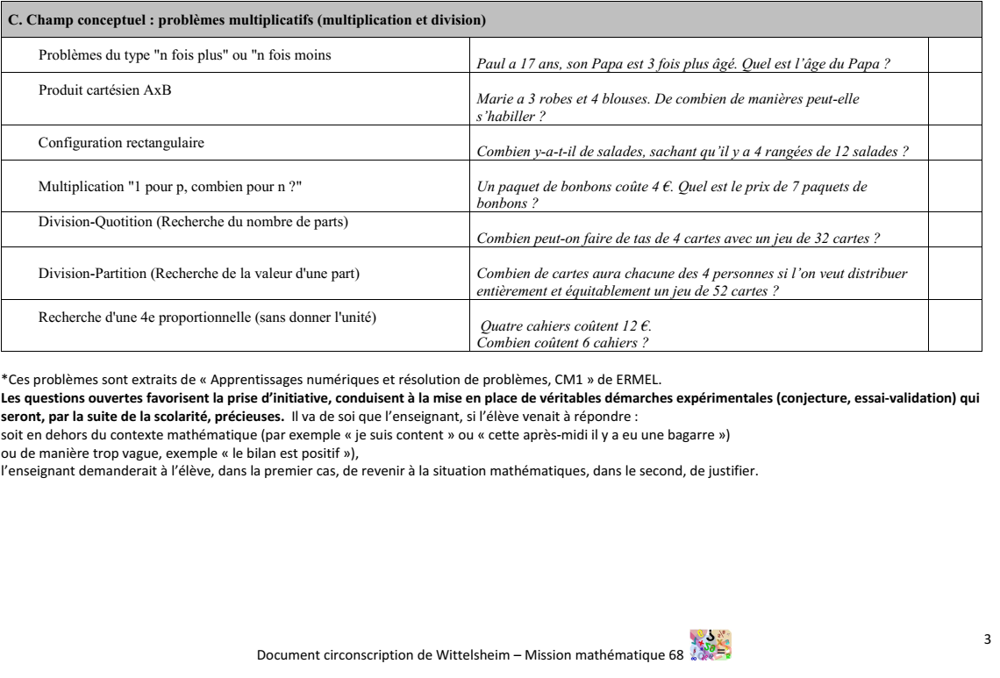 C. Champ conceptuel : problèmes multiplicatifs (multiplication et division)
Problèmes du type "n fois plus" ou "n fois moins
Paul a 17 ans, son Papa est 3 fois plus âgé. Quel est l’âge du Papa ?
Produit cartésien AxB
Marie a 3 robes et 4 blouses. De combien de manières peut-elle
s’habiller ?
Configuration rectangulaire
Combien y-a-t-il de salades, sachant qu’il y a 4 rangées de 12 salades ?
Multiplication "1 pour p, combien pour n ?"
Un paquet de bonbons coûte 4 €. Quel est le prix de 7 paquets de
bonbons ?
Division-Quotition (Recherche du nombre de parts)
Combien peut-on faire de tas de 4 cartes avec un jeu de 32 cartes ?
Division-Partition (Recherche de la valeur d'une part)
Combien de cartes aura chacune des 4 personnes si l’on veut distribuer
entièrement et équitablement un jeu de 52 cartes ?
Recherche d'une 4e proportionnelle (sans donner l'unité)
Quatre cahiers coûtent 12 €.
Combien coûtent 6 cahiers ?
*Ces problèmes sont extraits de « Apprentissages numériques et résolution de problèmes, CM1 » de ERMEL.
Les questions ouvertes favorisent la prise d’initiative, conduisent à la mise en place de véritables démarches expérimentales (conjecture, essai-validation) qui
seront, par la suite de la scolarité, précieuses. Il va de soi que l’enseignant, si l’élève venait à répondre :
soit en dehors du contexte mathématique (par exemple « je suis content » ou « cette après-midi il y a eu une bagarre »)
ou de manière trop vague, exemple « le bilan est positif »),
l’enseignant demanderait à l’élève, dans la premier cas, de revenir à la situation mathématiques, dans le second, de justifier.
Document circonscription de Wittelsheim – Mission mathématique 68
3